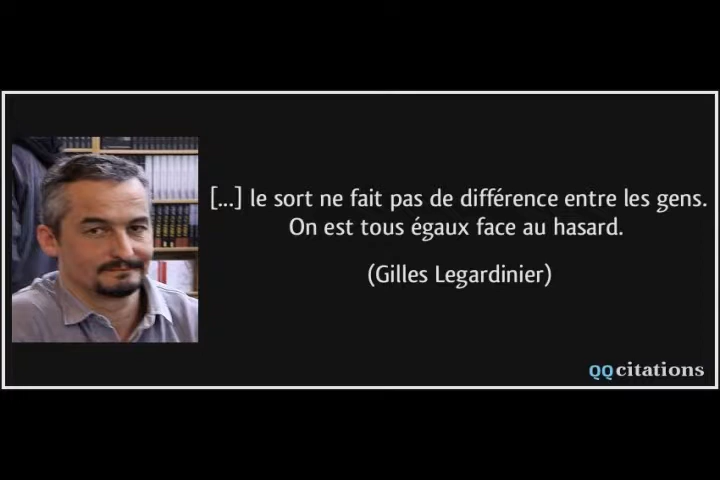 [...] le sort ne fait pas de différence entre les gens.
On est tous égaux face au hasard.
(Gilles Legardinier)
QQcitations